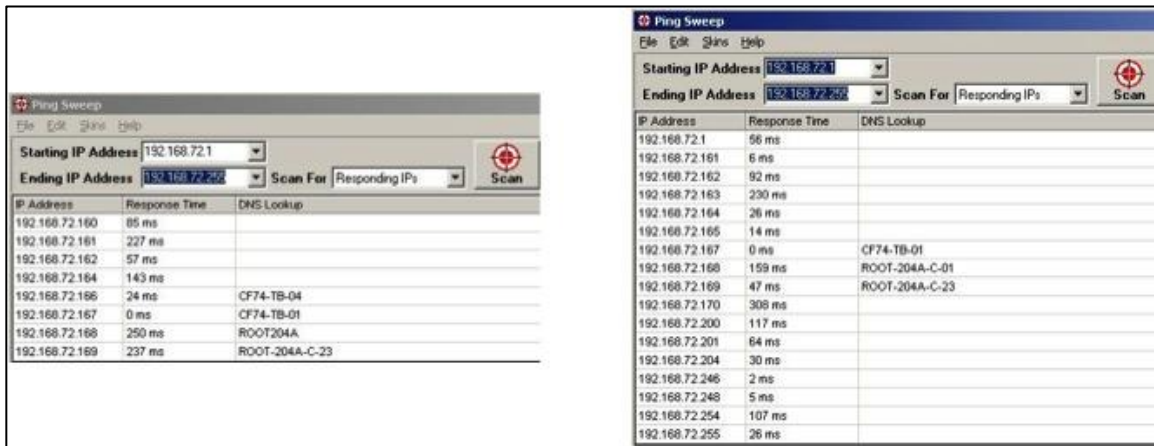 Ping Sweep
File Edit Skins Help
Starting IP Address 192.168.72.1
Ending IP Address 192.168.72.255 Scan For Responding IPs Scan
IP Address Response Time DNS Lookup
192.168.72.160 85 ms
192.168.72.161 227 ms
192.168.72.162 57 ms
192.168.72.164 143 ms
192.168.72.166 24 ms CF74-TB-04
192.168.72.167 0 ms CF74-TB-01
192.168.72.168 250 ms ROOT204A
192.168.72.169 237 ms ROOT-204A-C-23
Ping Sweep
File Edit Skins Help
Starting IP Address 192.168.72.1
Ending IP Address 192.168.72.255 Scan For Responding IPs Scan
IP Address Response Time DNS Lookup
192.168.72.1 56 ms
192.168.72.161 6 ms
192.168.72.162 92 ms
192.168.72.163 230 ms
192.168.72.164 26 ms
192.168.72.165 14 ms
192.168.72.167 0 ms CF74-TB-01
192.168.72.168 159 ms ROOT-204A-C-01
192.168.72.169 47 ms ROOT-204A-C-23
192.168.72.170 308 ms
192.168.72.200 117 ms
192.168.72.201 64 ms
192.168.72.204 30 ms
192.168.72.246 2 ms
192.168.72.248 5 ms
192.168.72.254 107 ms
192.168.72.255 26 ms